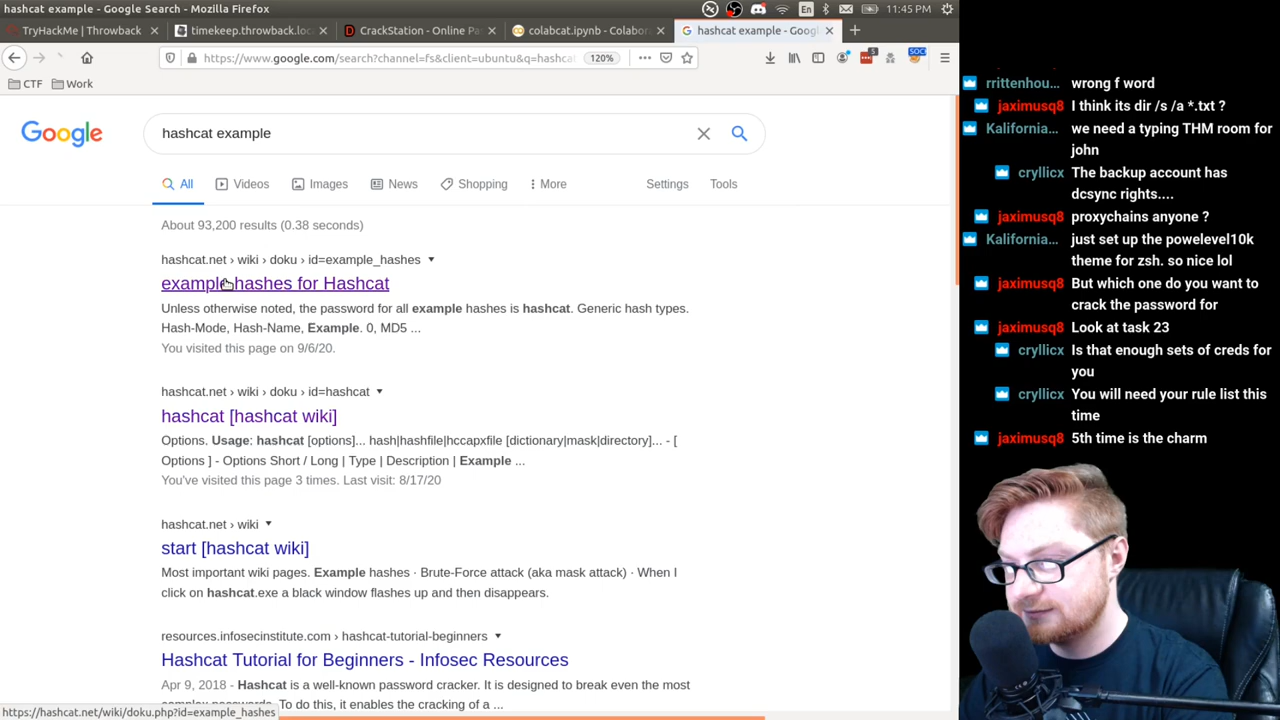 hashcat example - Google Search - Mozilla Firefox
En
11:45 PM
TryHackMe | Throwback
timekeep.throwback.loc
CrackStation - Online Pa
colabcat.ipynb - Colabor
hashcat example - Goog
https://www.google.com/search?channel=fs&client=ubuntu&q=hashc
120%
5
SOC
CTF
Work
Google
hashcat example
All
Videos
Images
News
Shopping
More
Settings
Tools
About 93,200 results (0.38 seconds)
hashcat.net › wiki › doku › id=example_hashes
example hashes for Hashcat
Unless otherwise noted, the password for all example hashes is hashcat. Generic hash types.
Hash-Mode, Hash-Name, Example. 0, MD5 ...
You visited this page on 9/6/20.
hashcat.net › wiki › doku › id=hashcat
hashcat [hashcat wiki]
Options. Usage: hashcat [options]... hash|hashfile|hccapxfile [dictionary|mask|directory]... - [
Options ] - Options Short / Long | Type | Description | Example ...
You've visited this page 3 times. Last visit: 8/17/20
hashcat.net › wiki
start [hashcat wiki]
Most important wiki pages. Example hashes · Brute-Force attack (aka mask attack) · When I
click on hashcat.exe a black window flashes up and then disappears.
resources.infosecinstitute.com › hashcat-tutorial-beginners
Hashcat Tutorial for Beginners - Infosec Resources
Apr 9, 2018 - Hashcat is a well-known password cracker. It is designed to break even the most
complex passwords. To do this, it enables the cracking of a ...
https://hashcat.net/wiki/doku.php?id=example_hashes
rrittenhou… wrong f word
jaximusq8 I think its dir /s /a *.txt ?
Kalifornia… we need a typing THM room for
john
cryllicx The backup account has
dcsync rights....
jaximusq8 proxychains anyone ?
Kalifornia… just set up the powelevel10k
theme for zsh. so nice lol
jaximusq8 But which one do you want to
crack the password for
jaximusq8 Look at task 23
cryllicx Is that enough sets of creds for
you
cryllicx You will need your rule list this
time
jaximusq8 5th time is the charm